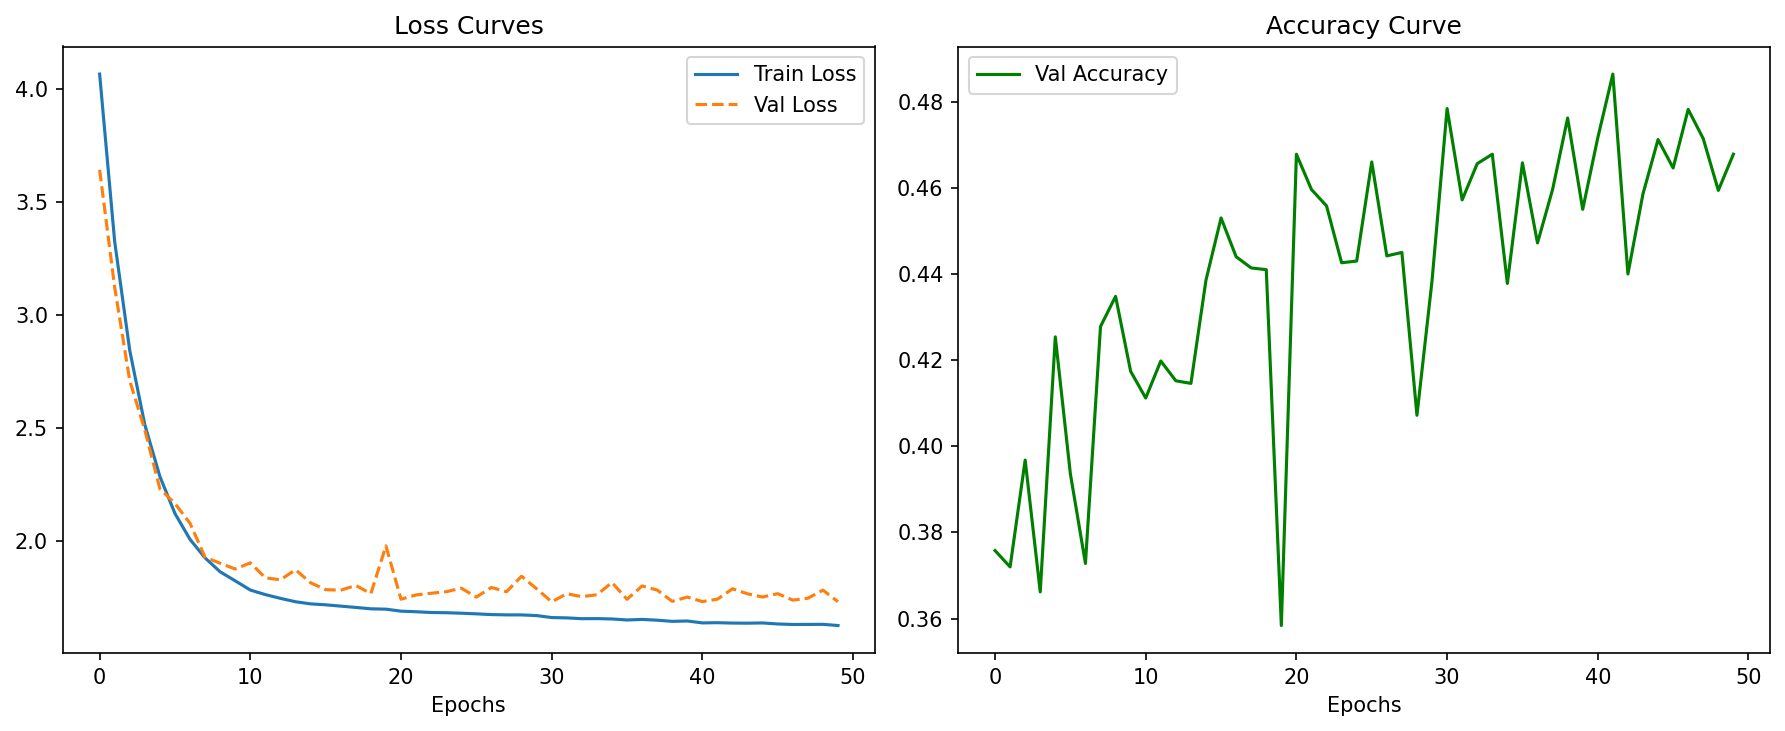 Loss Curves
Train Loss
Val Loss
4.0
3.5
3.0
2.5
2.0
0 10 20 30 40 50
Epochs
Accuracy Curve
Val Accuracy
0.48
0.46
0.44
0.42
0.40
0.38
0.36
0 10 20 30 40 50
Epochs